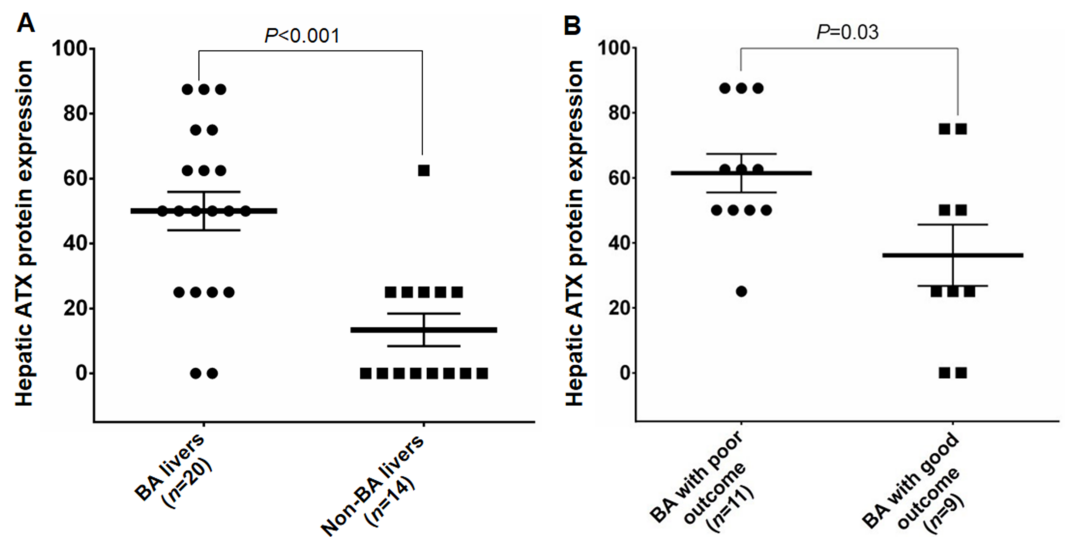 A
P<0.001
Hepatic ATX protein expression
100
80
60
40
20
0
BA livers
(n=20)
Non-BA livers
(n=14)
B
P=0.03
Hepatic ATX protein expression
100
80
60
40
20
0
BA with poor
outcome
(n=11)
BA with good
outcome
(n=9)